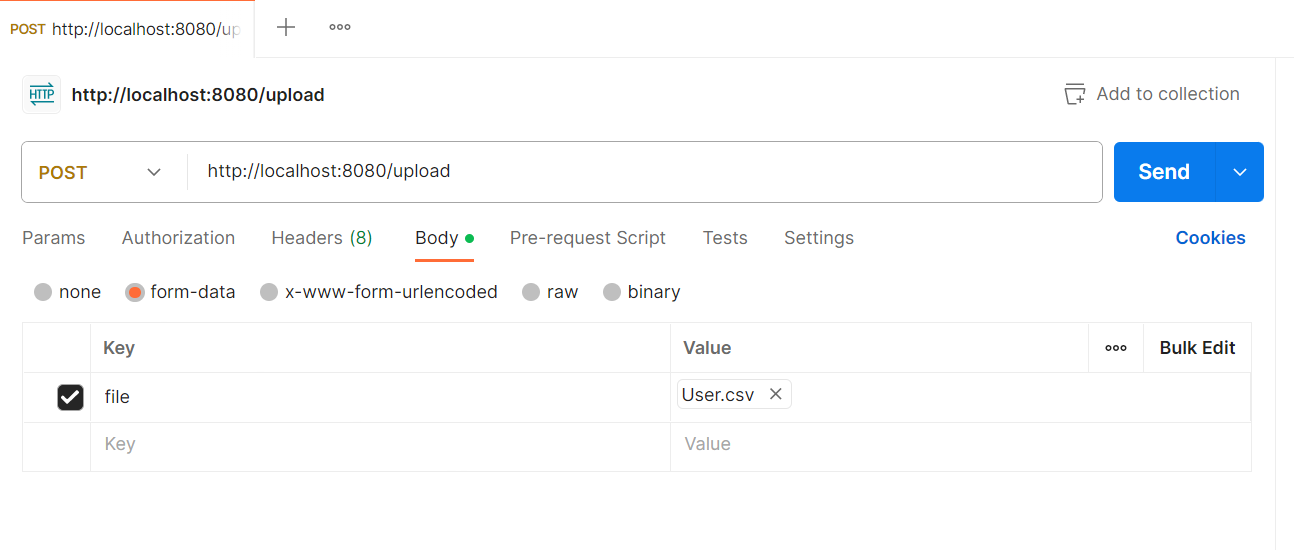 POST http://localhost:8080/up
HTTP http://localhost:8080/upload Add to collection
POST http://localhost:8080/upload Send
Params Authorization Headers (8) Body Pre-request Script Tests Settings Cookies
none form-data x-www-form-urlencoded raw binary
Key Value Bulk Edit
file User.csv
Key Value